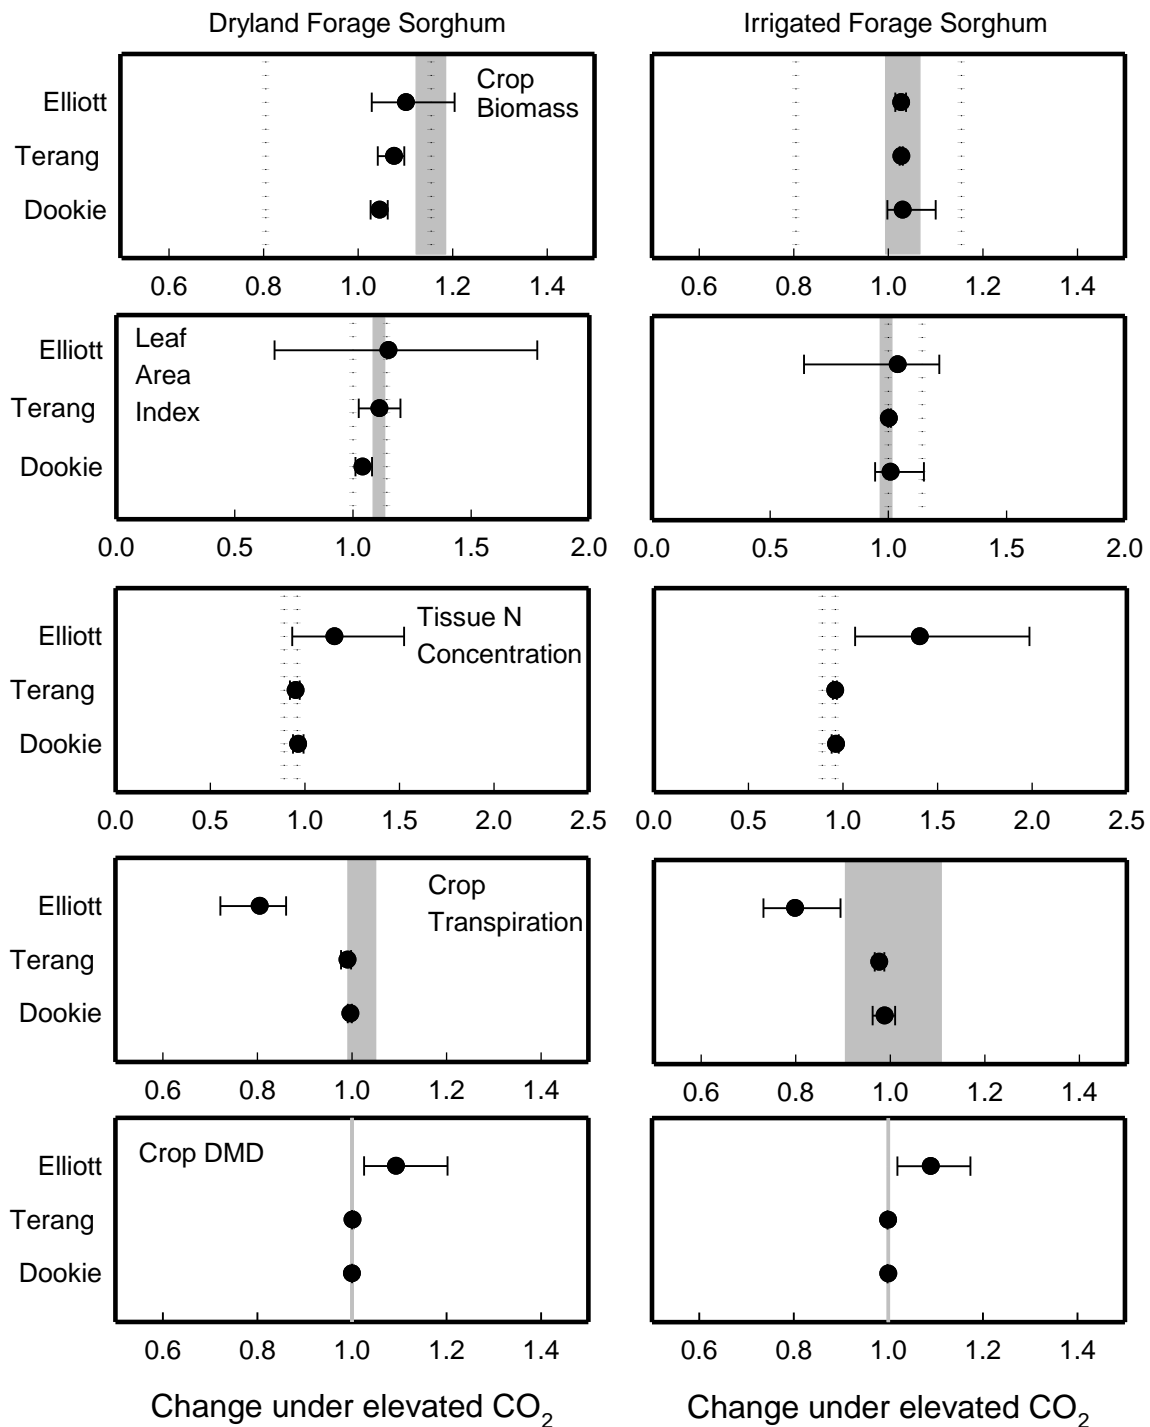 Dryland Forage Sorghum
Irrigated Forage Sorghum
Elliott
Terang
Dookie
Crop
Biomass
0.6 0.8 1.0 1.2 1.4
0.6 0.8 1.0 1.2 1.4
Elliott
Terang
Dookie
Leaf
Area
Index
0.0 0.5 1.0 1.5 2.0
0.0 0.5 1.0 1.5 2.0
Elliott
Terang
Dookie
Tissue N
Concentration
0.0 0.5 1.0 1.5 2.0 2.5
0.0 0.5 1.0 1.5 2.0 2.5
Elliott
Terang
Dookie
Crop
Transpiration
0.6 0.8 1.0 1.2 1.4
0.6 0.8 1.0 1.2 1.4
Elliott
Terang
Dookie
Crop DMD
0.6 0.8 1.0 1.2 1.4
0.6 0.8 1.0 1.2 1.4
Change under elevated CO₂
Change under elevated CO₂